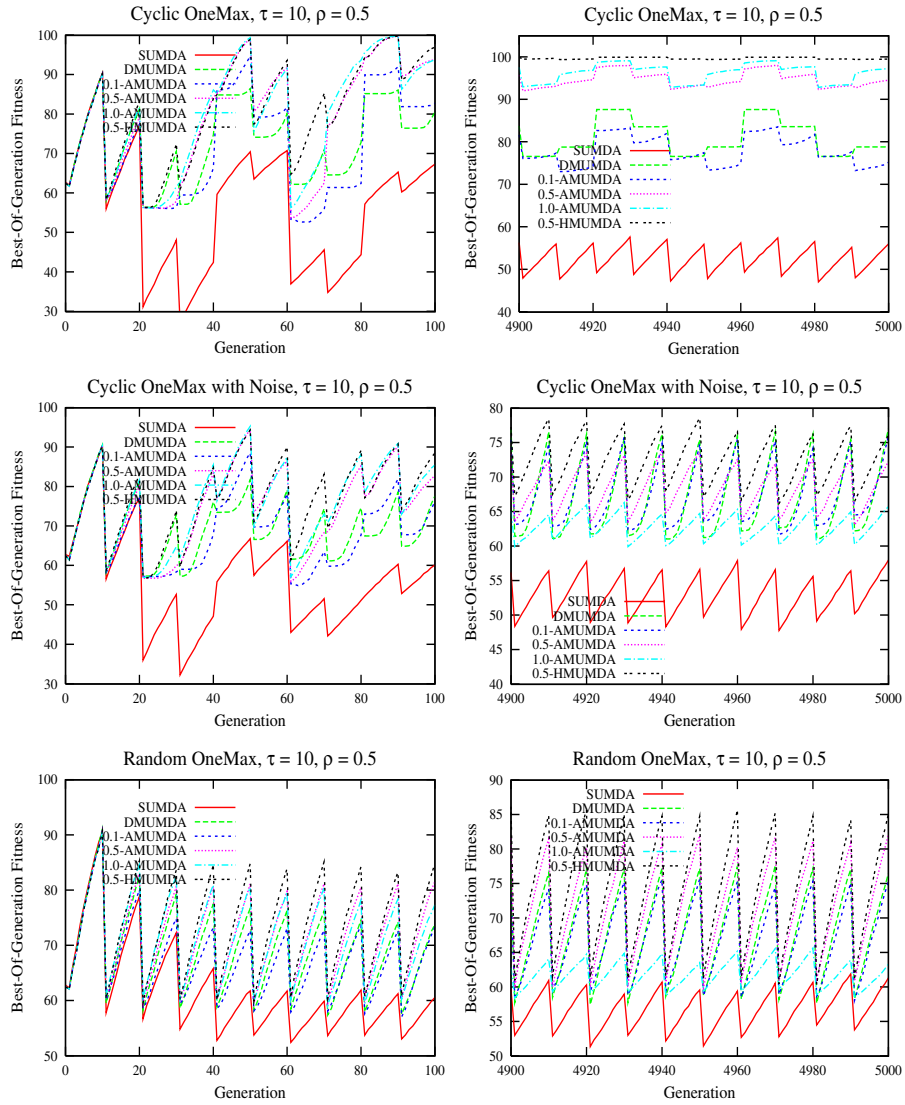 Cyclic OneMax, τ = 10, ρ = 0.5
Best-Of-Generation Fitness
100
90
80
70
60
50
40
30
0
20
40
60
80
100
Generation
SUMDA
DMUMDA
0.1-AMUMDA
0.5-AMUMDA
1.0-AMUMDA
0.5-HMUMDA
Cyclic OneMax, τ = 10, ρ = 0.5
Best-Of-Generation Fitness
100
90
80
70
60
50
40
4900
4920
4940
4960
4980
5000
Generation
SUMDA
DMUMDA
0.1-AMUMDA
0.5-AMUMDA
1.0-AMUMDA
0.5-HMUMDA
Cyclic OneMax with Noise, τ = 10, ρ = 0.5
Best-Of-Generation Fitness
100
90
80
70
60
50
40
30
0
20
40
60
80
100
Generation
SUMDA
DMUMDA
0.1-AMUMDA
0.5-AMUMDA
1.0-AMUMDA
0.5-HMUMDA
Cyclic OneMax with Noise, τ = 10, ρ = 0.5
Best-Of-Generation Fitness
80
75
70
65
60
55
50
45
40
4900
4920
4940
4960
4980
5000
Generation
SUMDA
DMUMDA
0.1-AMUMDA
0.5-AMUMDA
1.0-AMUMDA
0.5-HMUMDA
Random OneMax, τ = 10, ρ = 0.5
Best-Of-Generation Fitness
100
90
80
70
60
50
0
20
40
60
80
100
Generation
SUMDA
DMUMDA
0.1-AMUMDA
0.5-AMUMDA
1.0-AMUMDA
0.5-HMUMDA
Random OneMax, τ = 10, ρ = 0.5
Best-Of-Generation Fitness
90
85
80
75
70
65
60
55
50
4900
4920
4940
4960
4980
5000
Generation
SUMDA
DMUMDA
0.1-AMUMDA
0.5-AMUMDA
1.0-AMUMDA
0.5-HMUMDA